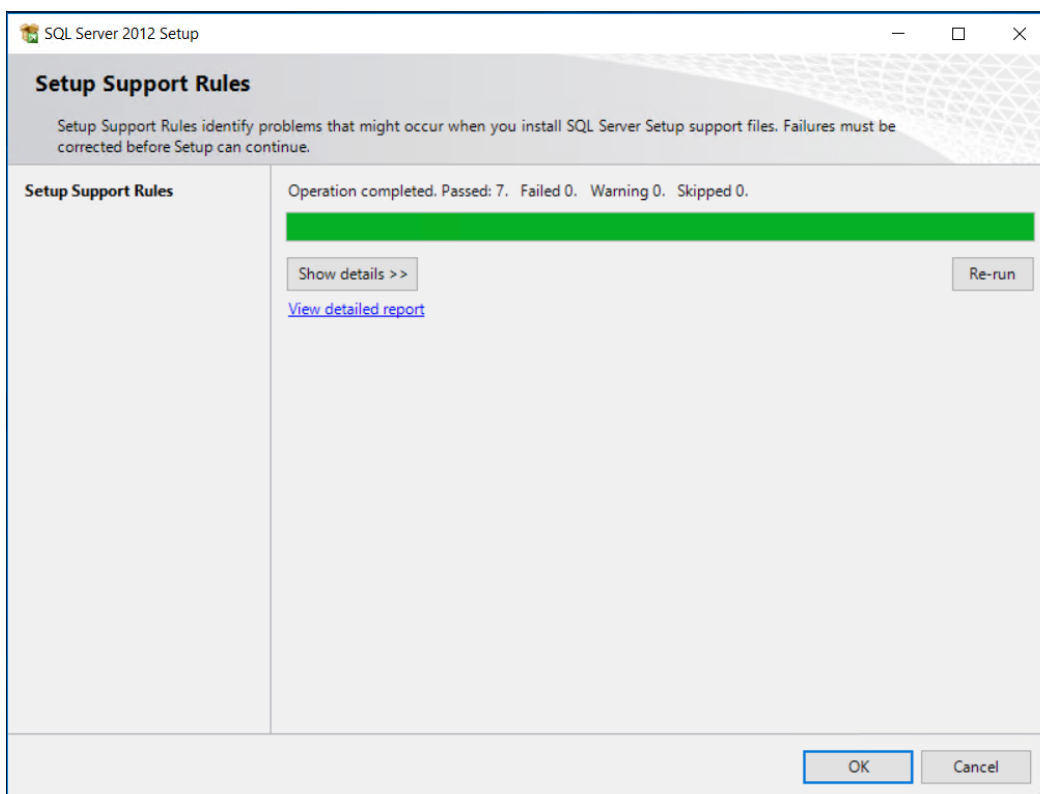 SQL Server 2012 Setup
Setup Support Rules
Setup Support Rules identify problems that might occur when you install SQL Server Setup support files. Failures must be
corrected before Setup can continue.
Setup Support Rules
Operation completed. Passed: 7.   Failed 0.   Warning 0.   Skipped 0.
Show details >>
Re-run
View detailed report
OK
Cancel